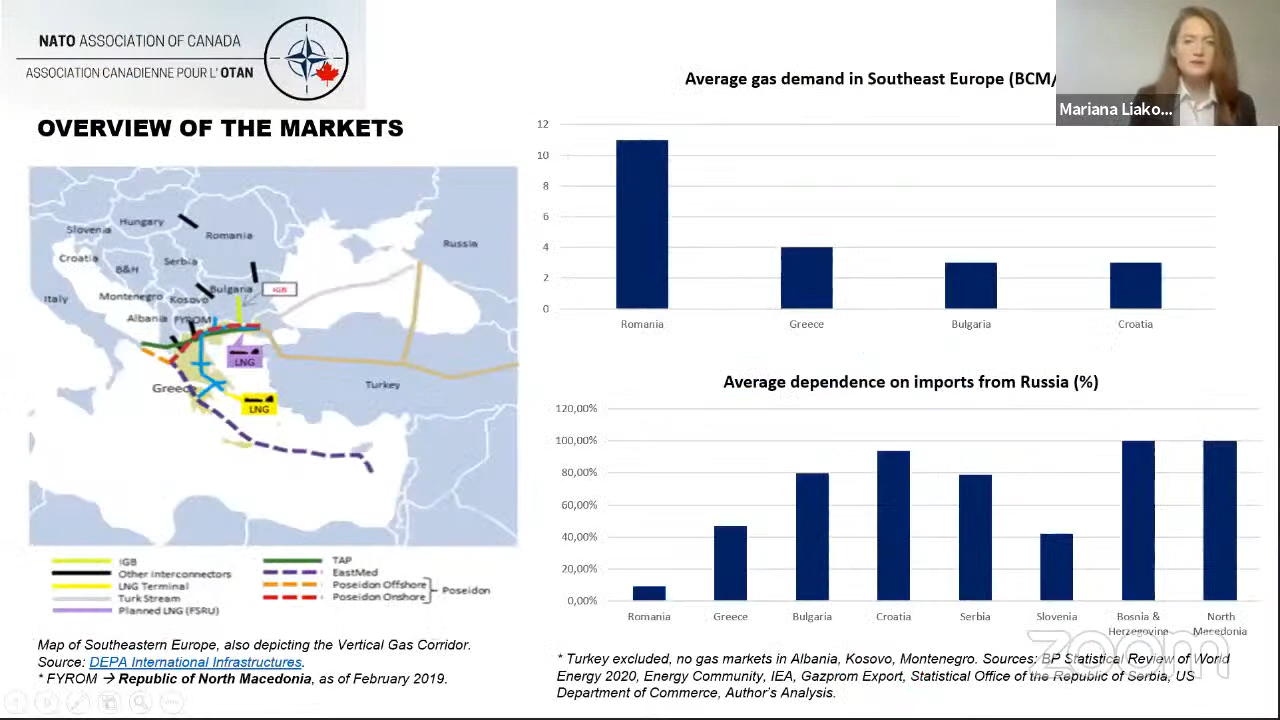 NATO ASSOCIATION OF CANADA
ASSOCIATION CANADIENNE POUR L' OTAN
Mariana Liako...
OVERVIEW OF THE MARKETS
Hungary
Slovenia
Romania
Croatia
Russia
B&H
Serbia
Italy
Montenegro
Kosovo
Bulgaria
IGB
Albania
FYROM
LNG
Greece
Turkey
LNG
IGB
Other Interconnectors
LNG Terminal
Turk Stream
Planned LNG (FSRU)
TAP
EastMed
Poseidon Offshore
Poseidon Onshore
Poseidon
Map of Southeastern Europe, also depicting the Vertical Gas Corridor.
Source: DEPA International Infrastructures.
* FYROM → Republic of North Macedonia, as of February 2019.
Average gas demand in Southeast Europe (BCM/
12
10
8
6
4
2
0
Romania Greece Bulgaria Croatia
Average dependence on imports from Russia (%)
120,00%
100,00%
80,00%
60,00%
40,00%
20,00%
0,00%
Romania Greece Bulgaria Croatia Serbia Slovenia Bosnia & North
Herzegovina Macedonia
zoom
* Turkey excluded, no gas markets in Albania, Kosovo, Montenegro. Sources: BP Statistical Review of World
Energy 2020, Energy Community, IEA, Gazprom Export, Statistical Office of the Republic of Serbia, US
Department of Commerce, Author's Analysis.